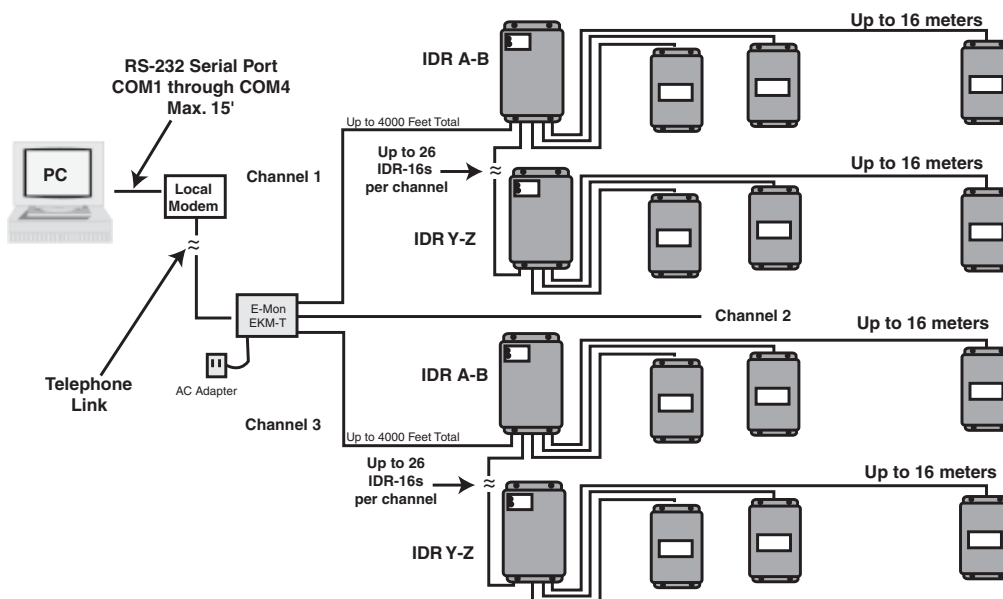 Up to 16 meters
IDR A-B
RS-232 Serial Port
COM1 through COM4
Max. 15'
Up to 4000 Feet Total
PC
Local
Modem
Channel 1
Up to 26
IDR-16s
per channel
Up to 16 meters
IDR Y-Z
E-Mon
EKM-T
Channel 2
Up to 16 meters
IDR A-B
Telephone
Link
AC Adapter
Channel 3
Up to 4000 Feet Total
Up to 26
IDR-16s
per channel
Up to 16 meters
IDR Y-Z